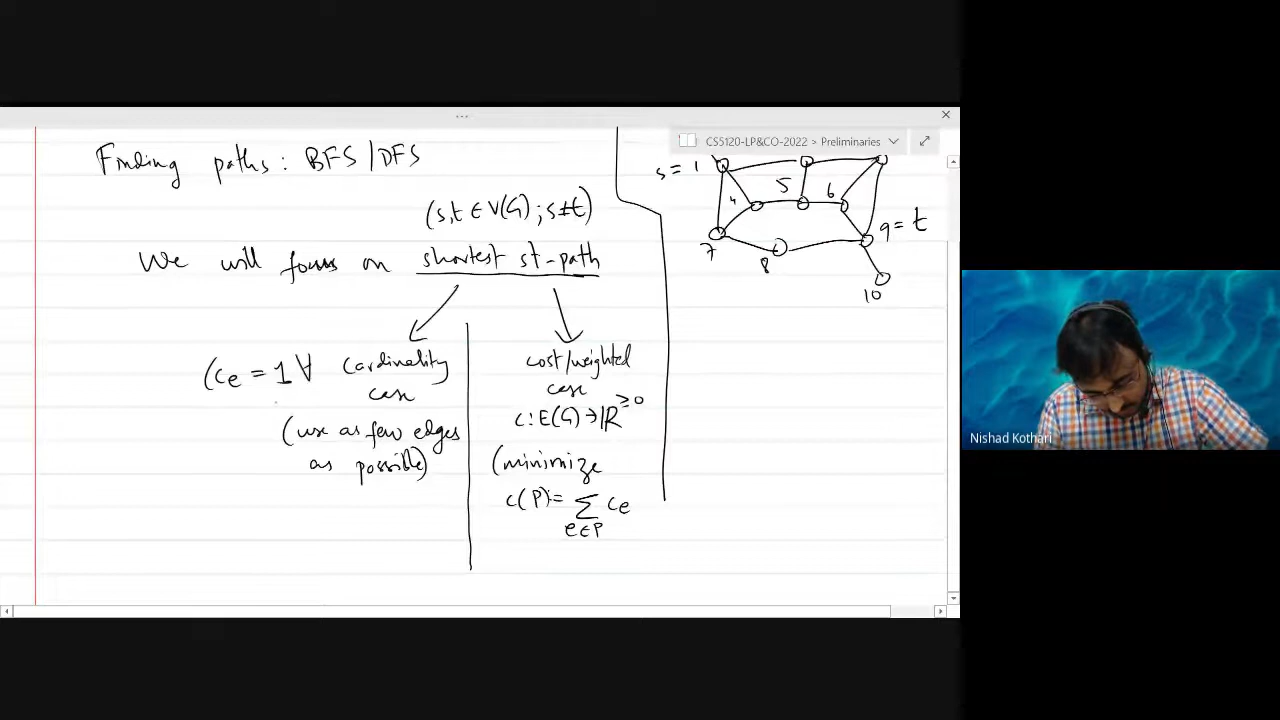 CS5120-LP&CO-2022 > Preliminaries
Finding paths: BFS/DFS
(s,t ∈ V(G); s≠t)
We will focus on shortest st-path
(ce = 1 ∀ cardinality case
(use as few edges
as possible)
cost/weighted
case
c: E(G)→ℝ≥0
(minimize
c(P):= Σ ce
e∈P
s = 1
4
5
6
7
8
9 = t
10
Nishad Kothari